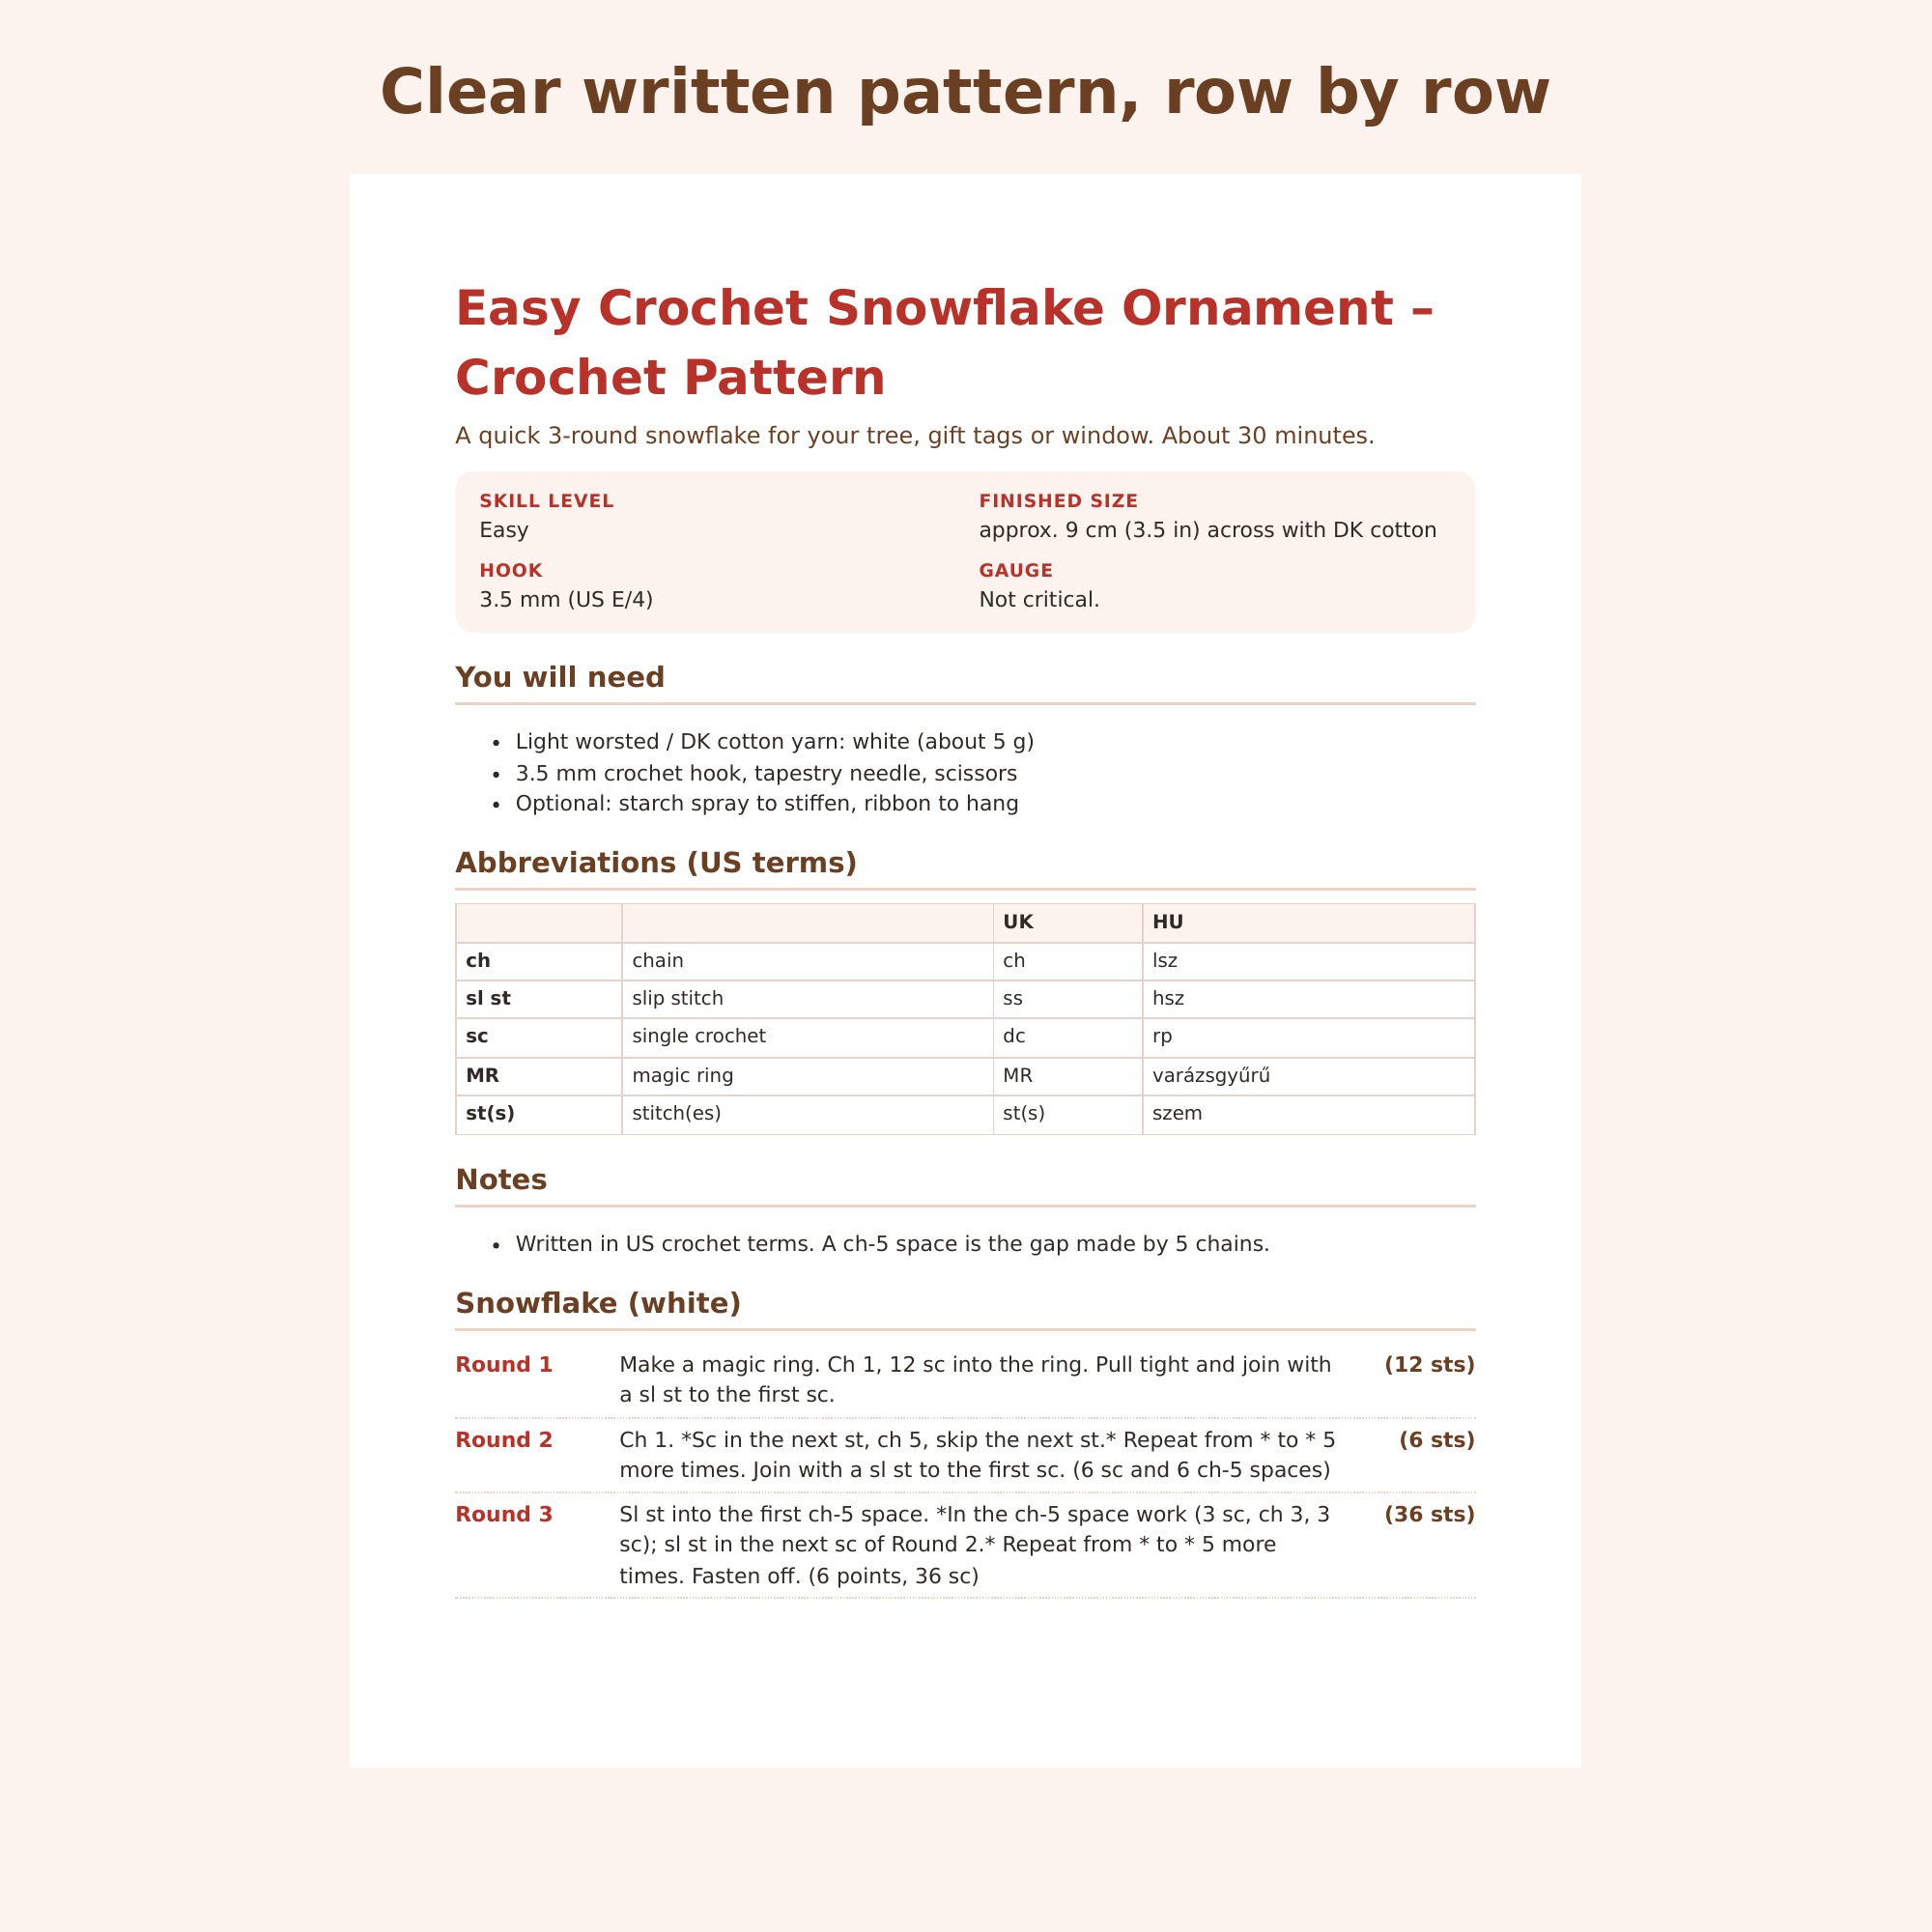 Clear written pattern, row by row
Easy Crochet Snowflake Ornament –
Crochet Pattern
A quick 3-round snowflake for your tree, gift tags or window. About 30 minutes.
SKILL LEVEL
Easy
FINISHED SIZE
approx. 9 cm (3.5 in) across with DK cotton
HOOK
3.5 mm (US E/4)
GAUGE
Not critical.
You will need
• Light worsted / DK cotton yarn: white (about 5 g)
• 3.5 mm crochet hook, tapestry needle, scissors
• Optional: starch spray to stiffen, ribbon to hang
Abbreviations (US terms)
UK HU
ch chain ch lsz
sl st slip stitch ss hsz
sc single crochet dc rp
MR magic ring MR varázsgyűrű
st(s) stitch(es) st(s) szem
Notes
• Written in US crochet terms. A ch-5 space is the gap made by 5 chains.
Snowflake (white)
Round 1 Make a magic ring. Ch 1, 12 sc into the ring. Pull tight and join with (12 sts)
a sl st to the first sc.
Round 2 Ch 1. *Sc in the next st, ch 5, skip the next st.* Repeat from * to * 5 (6 sts)
more times. Join with a sl st to the first sc. (6 sc and 6 ch-5 spaces)
Round 3 Sl st into the first ch-5 space. *In the ch-5 space work (3 sc, ch 3, 3 (36 sts)
sc); sl st in the next sc of Round 2.* Repeat from * to * 5 more
times. Fasten off. (6 points, 36 sc)